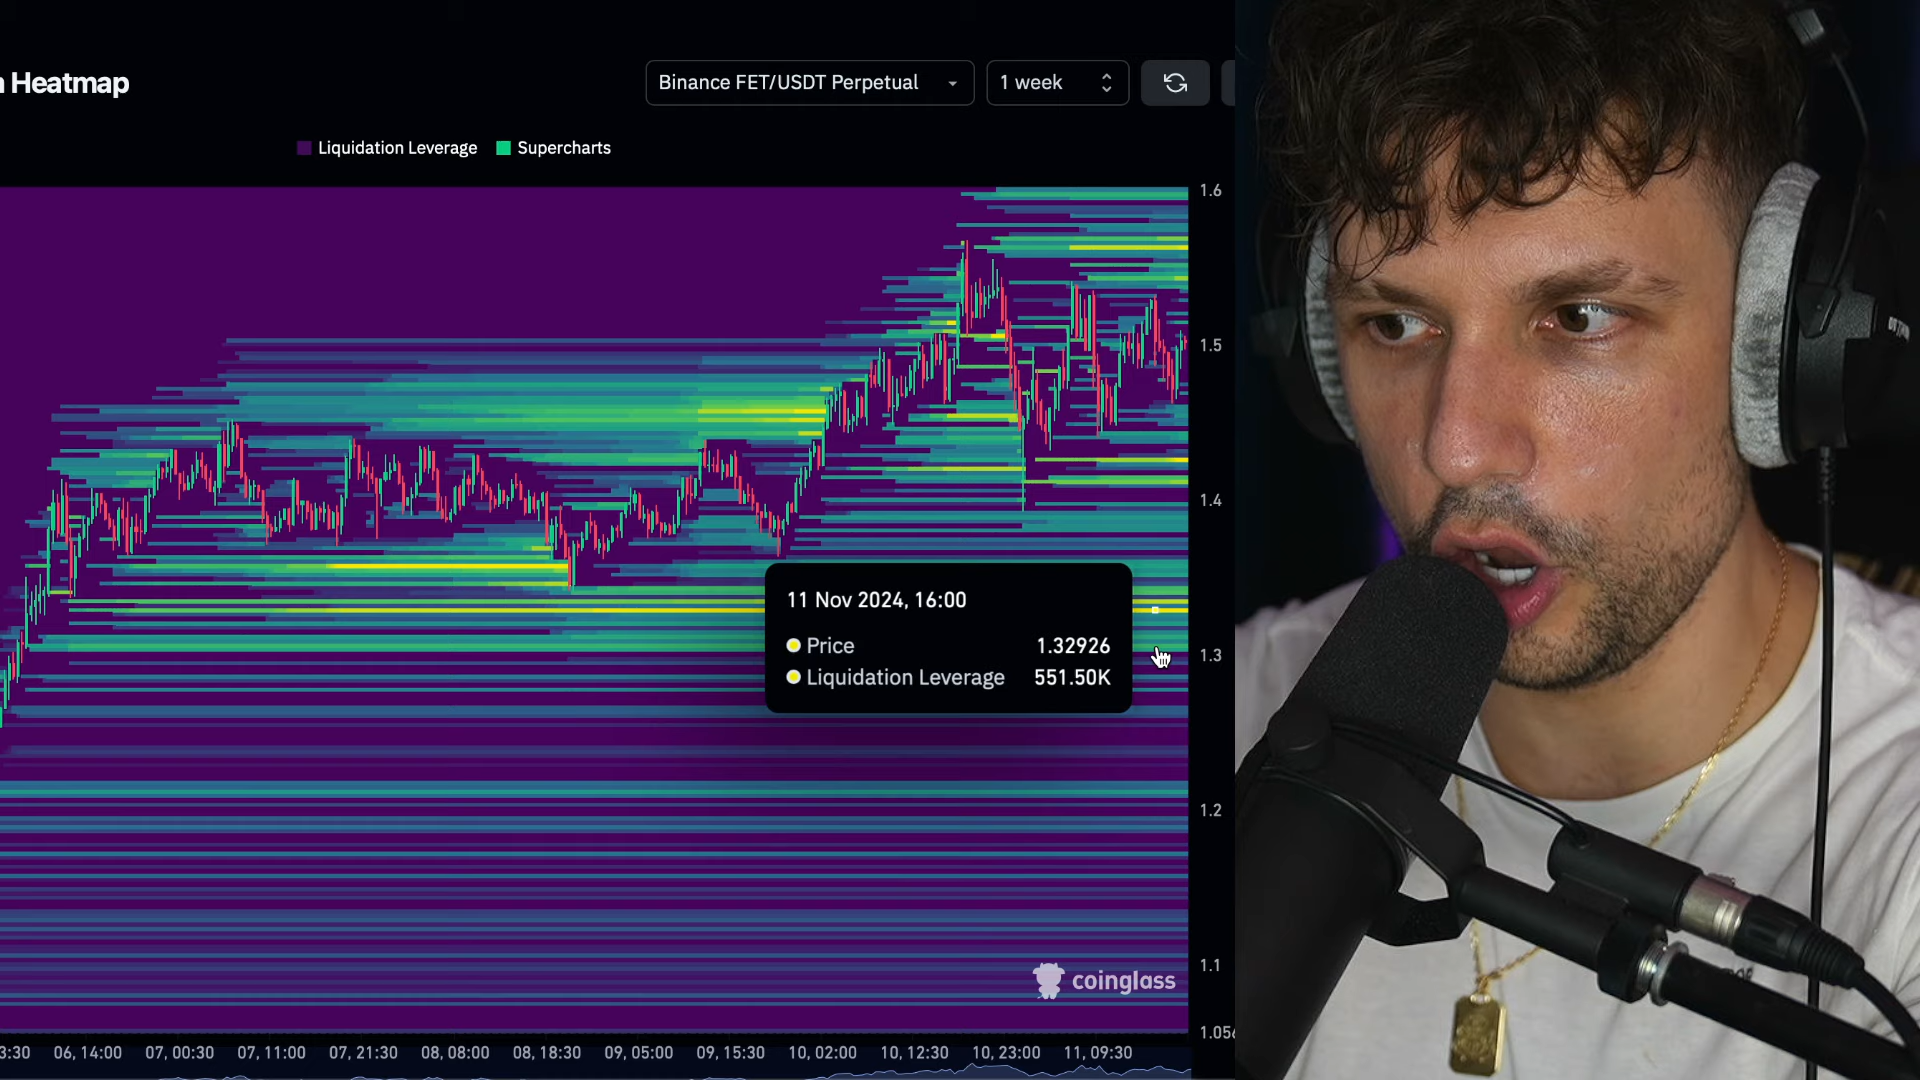 Heatmap
Binance FET/USDT Perpetual
1 week
Liquidation Leverage
Supercharts
1.6
1.5
1.4
1.3
1.2
1.1
11 Nov 2024, 16:00
Price 1.32926
Liquidation Leverage 551.50K
coinglass
3:30 06, 14:00 07, 00:30 07, 11:00 07, 21:30 08, 08:00 08, 18:30 09, 05:00 09, 15:30 10, 02:00 10, 12:30 10, 23:00 11, 09:30